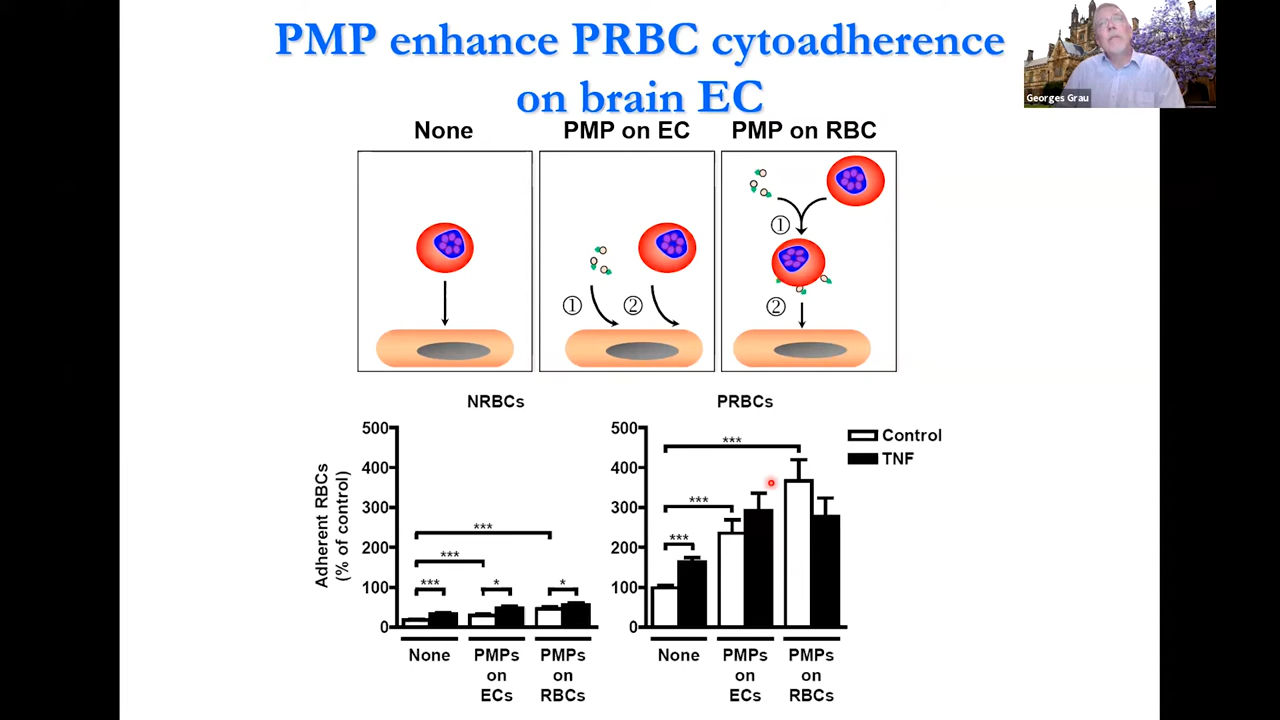 PMP enhance PRBC cytoadherence
on brain EC
Georges Grau
None
PMP on EC
PMP on RBC
①
②
①
②
NRBCs
PRBCs
Adherent RBCs
(% of control)
500
400
300
200
100
0
***
***
***
*
*
None
PMPs
on
ECs
PMPs
on
RBCs
500
400
300
200
100
0
***
***
***
None
PMPs
on
ECs
PMPs
on
RBCs
Control
TNF